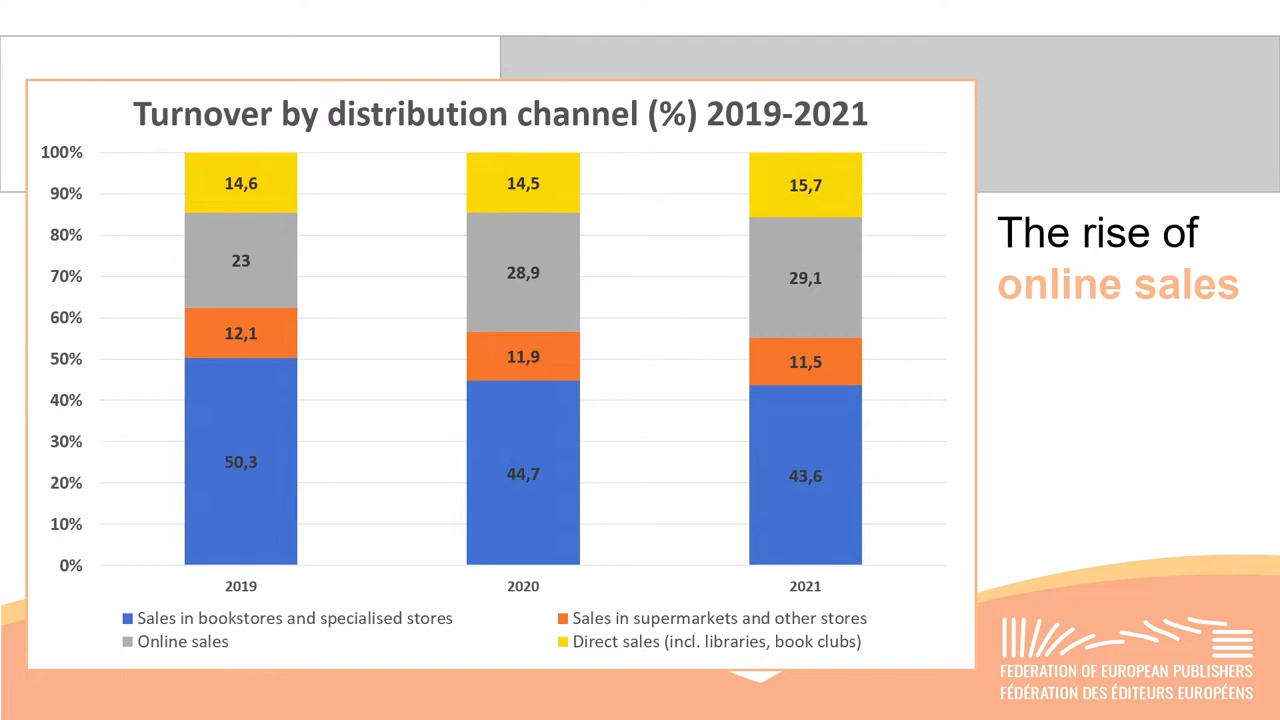 Turnover by distribution channel (%) 2019-2021
100%
90%
80%
70%
60%
50%
40%
30%
20%
10%
0%
14,6
23
12,1
50,3
14,5
28,9
11,9
44,7
15,7
29,1
11,5
43,6
2019
2020
2021
Sales in bookstores and specialised stores
Sales in supermarkets and other stores
Online sales
Direct sales (incl. libraries, book clubs)
The rise of
online sales
FEDERATION OF EUROPEAN PUBLISHERS
FÉDÉRATION DES ÉDITEURS EUROPÉENS